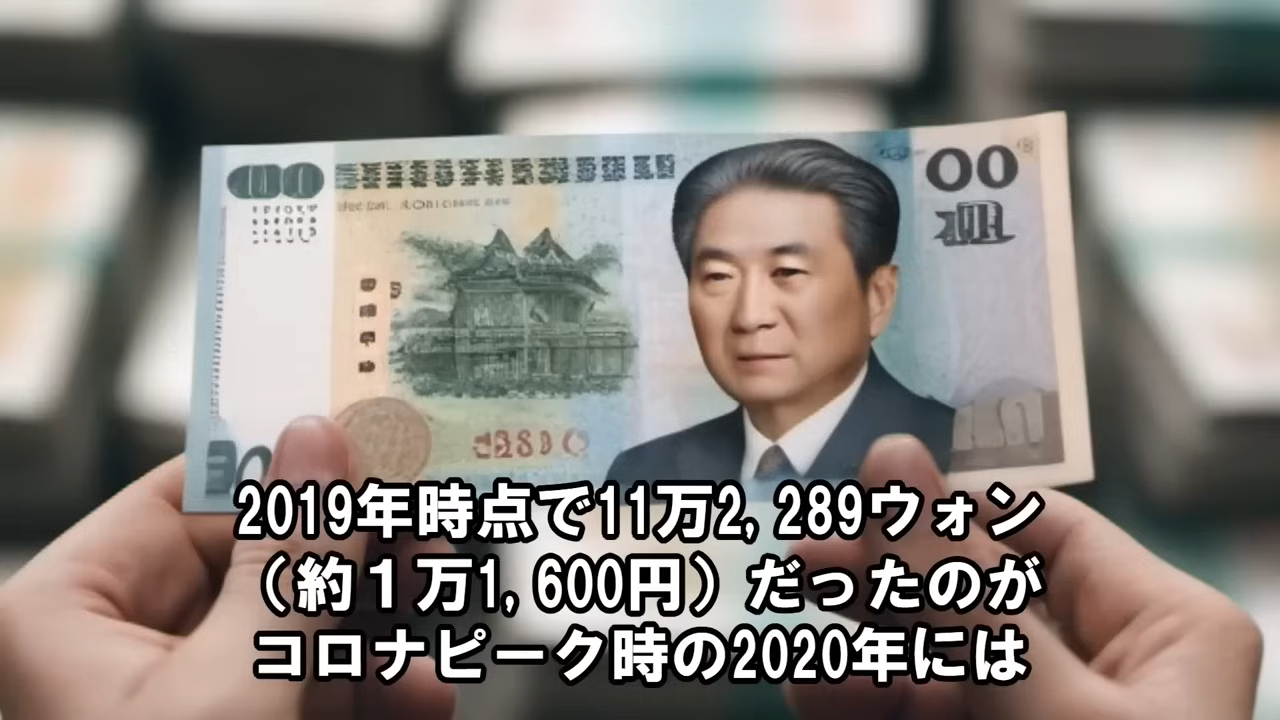 00
30
2019年時点で11万2,289ウォン
（約１万1,600円）だったのが
コロナピーク時の2020年には